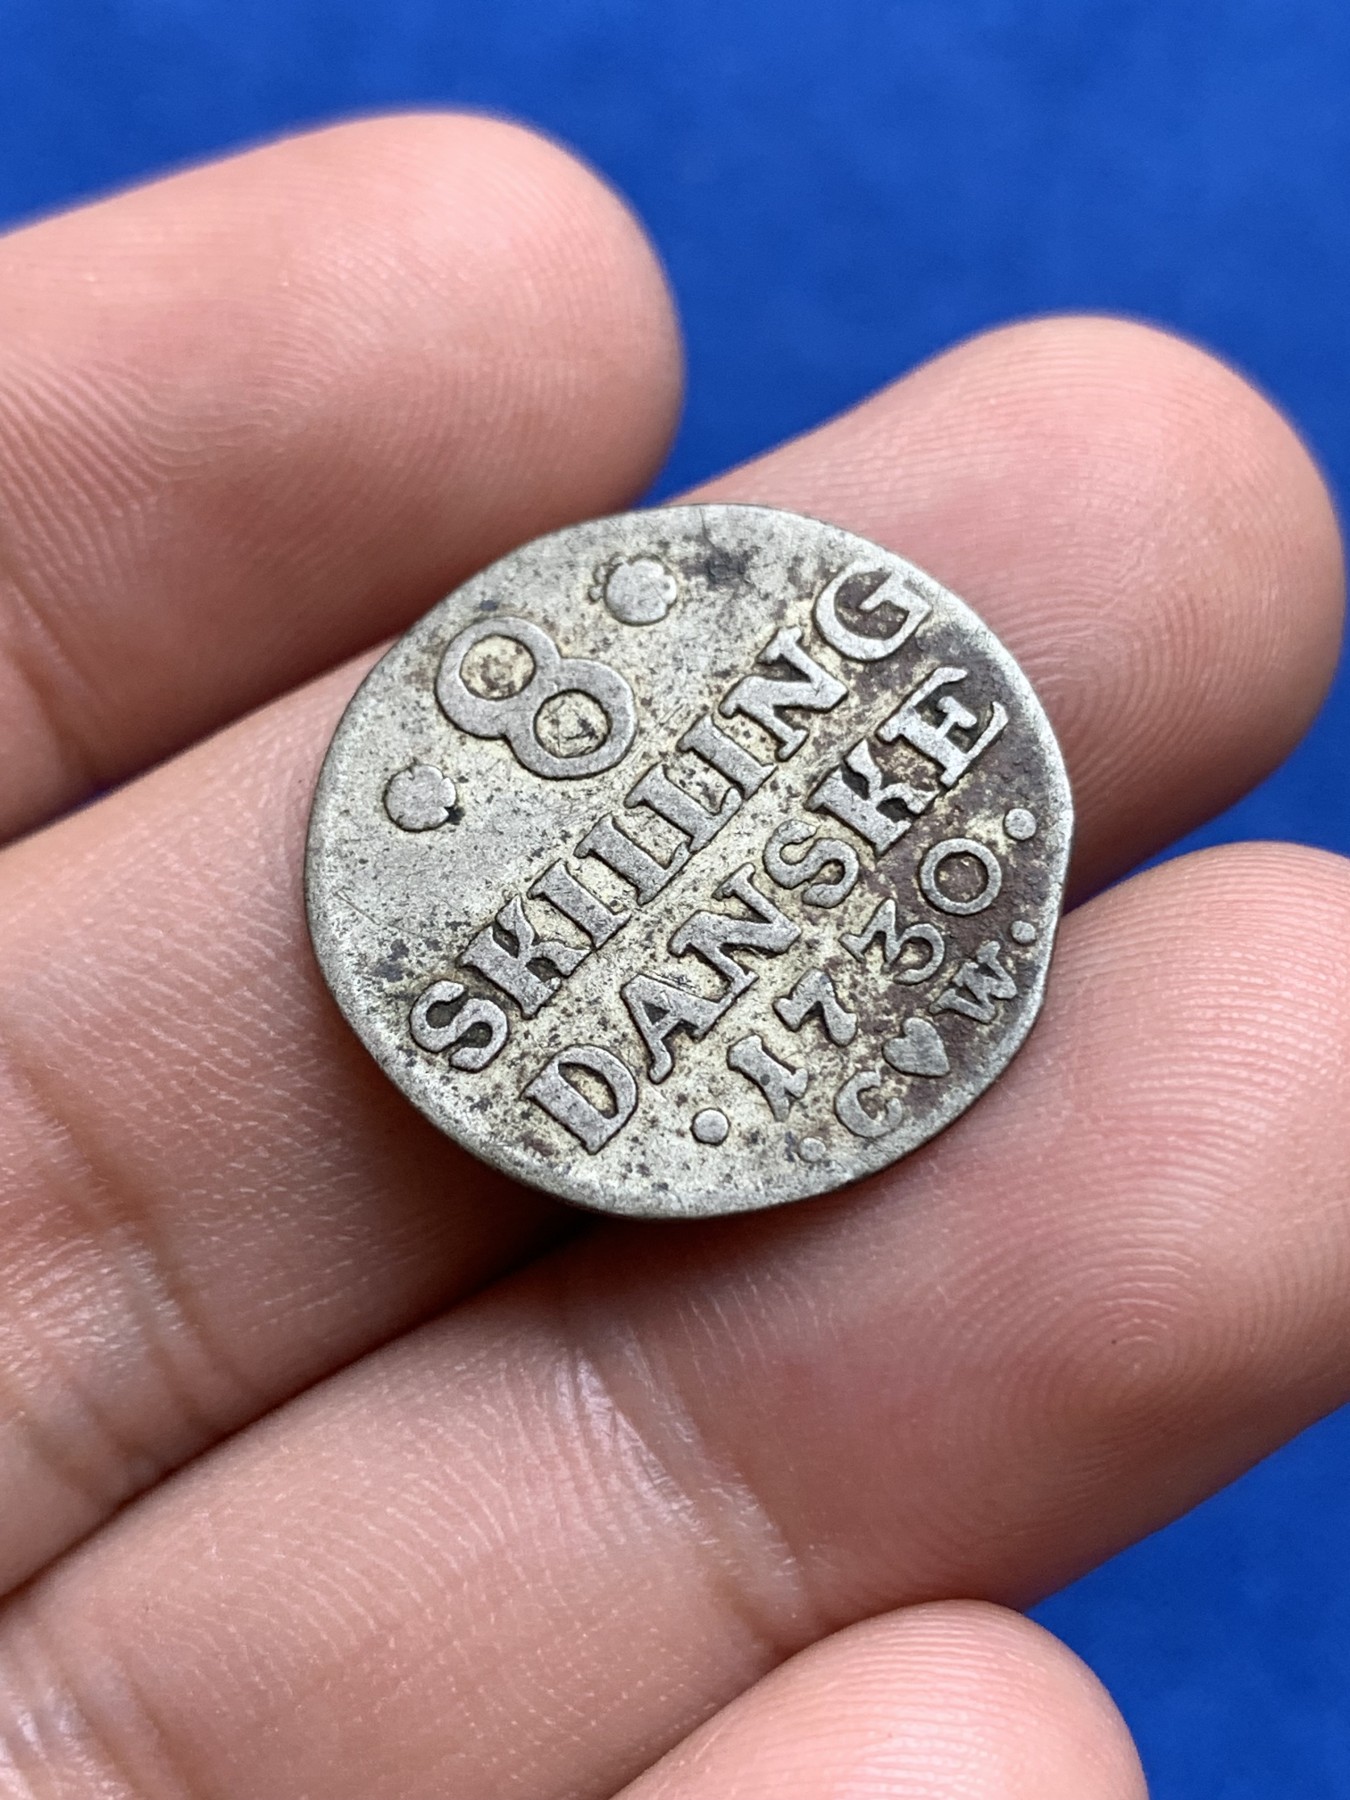 8
SKILLING
DANSKE
·1730·
·C♥W·